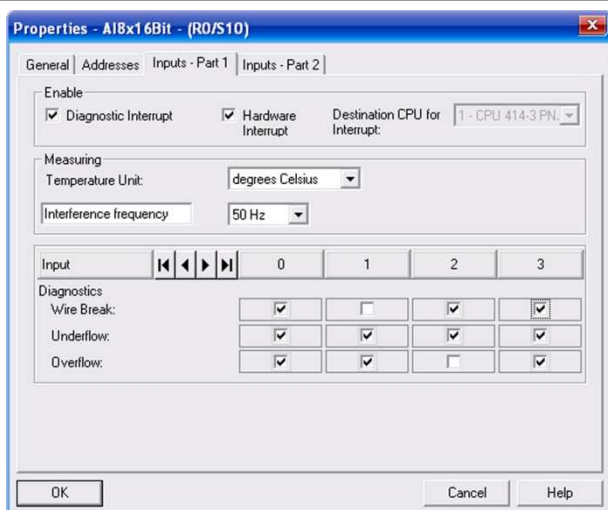 Properties - AI8x16Bit - (R0/S10)
General Addresses Inputs - Part 1 Inputs - Part 2
Enable
Diagnostic Interrupt Hardware Interrupt Destination CPU for Interrupt: 1 - CPU 414-3 PN.
Measuring
Temperature Unit: degrees Celsius
Interference frequency 50 Hz
Input 0 1 2 3
Diagnostics
Wire Break:
Underflow:
Overflow:
OK Cancel Help